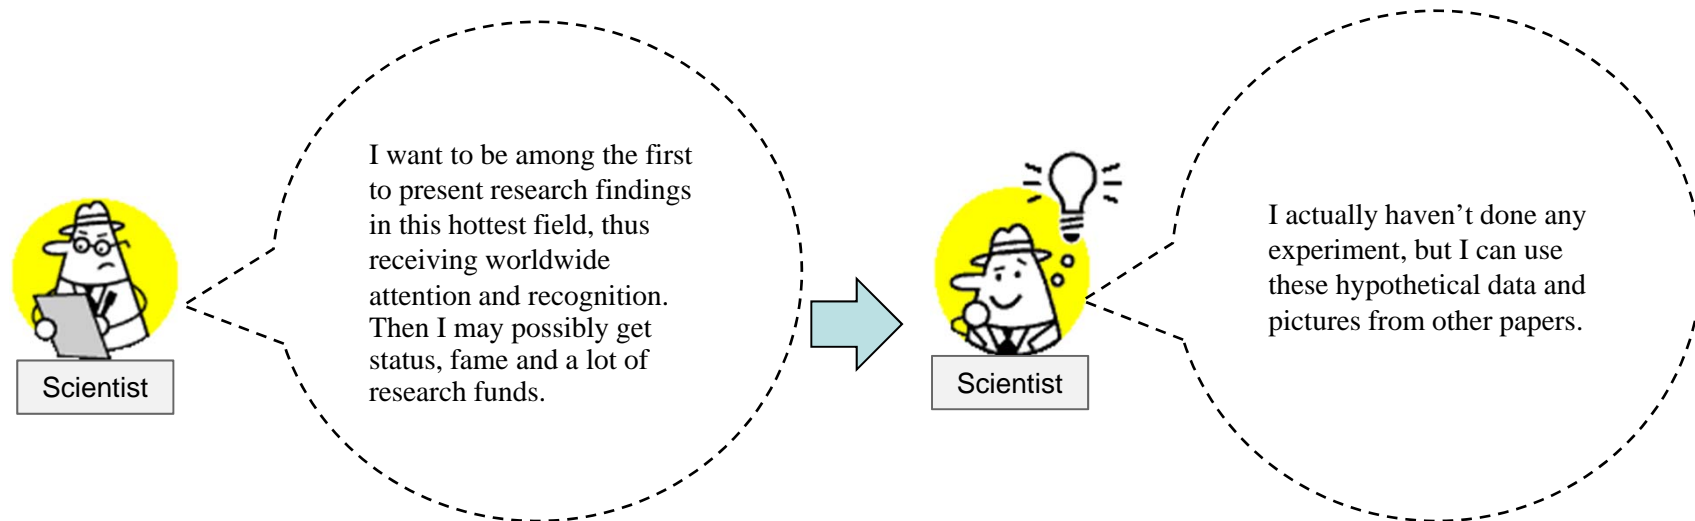 I want to be among the first
to present research findings
in this hottest field, thus
receiving worldwide
attention and recognition.
Then I may possibly get
status, fame and a lot of
research funds.
Scientist
I actually haven’t done any
experiment, but I can use
these hypothetical data and
pictures from other papers.
Scientist